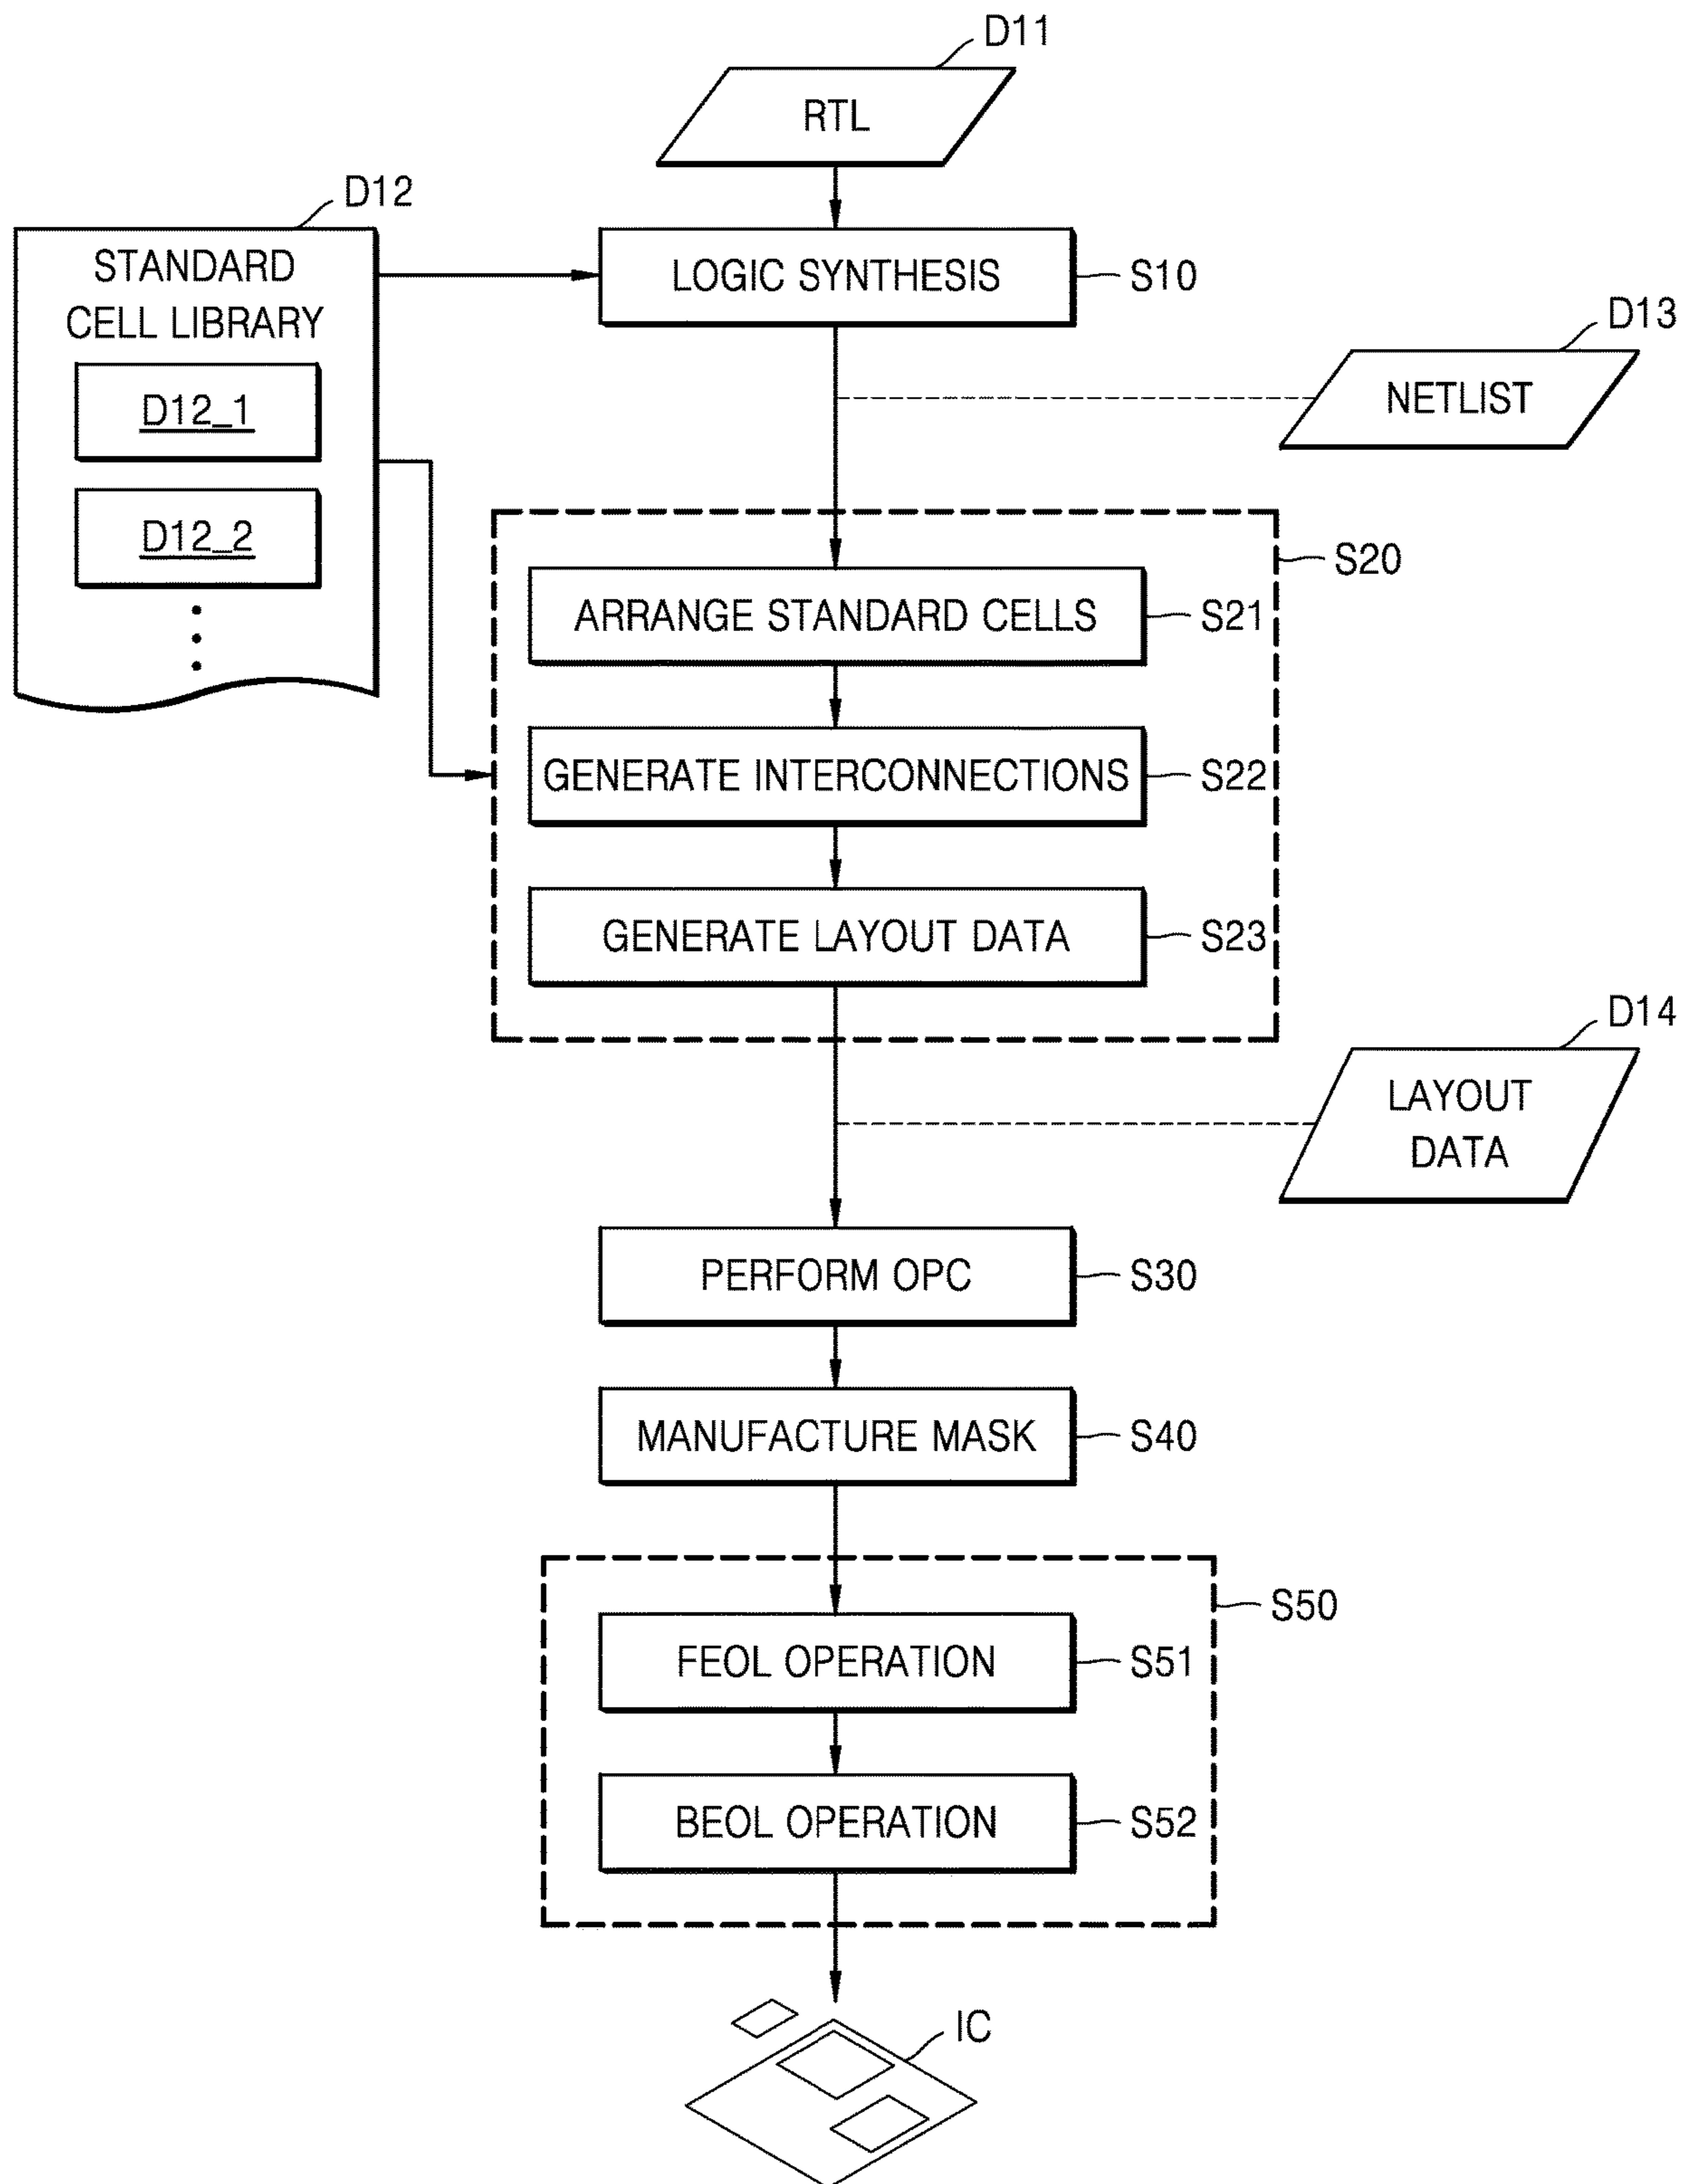 D11
RTL
D12
STANDARD
CELL LIBRARY
D12_1
D12_2
LOGIC SYNTHESIS
S10
D13
NETLIST
S20
ARRANGE STANDARD CELLS
S21
GENERATE INTERCONNECTIONS
S22
GENERATE LAYOUT DATA
S23
D14
LAYOUT
DATA
PERFORM OPC
S30
MANUFACTURE MASK
S40
S50
FEOL OPERATION
S51
BEOL OPERATION
S52
IC